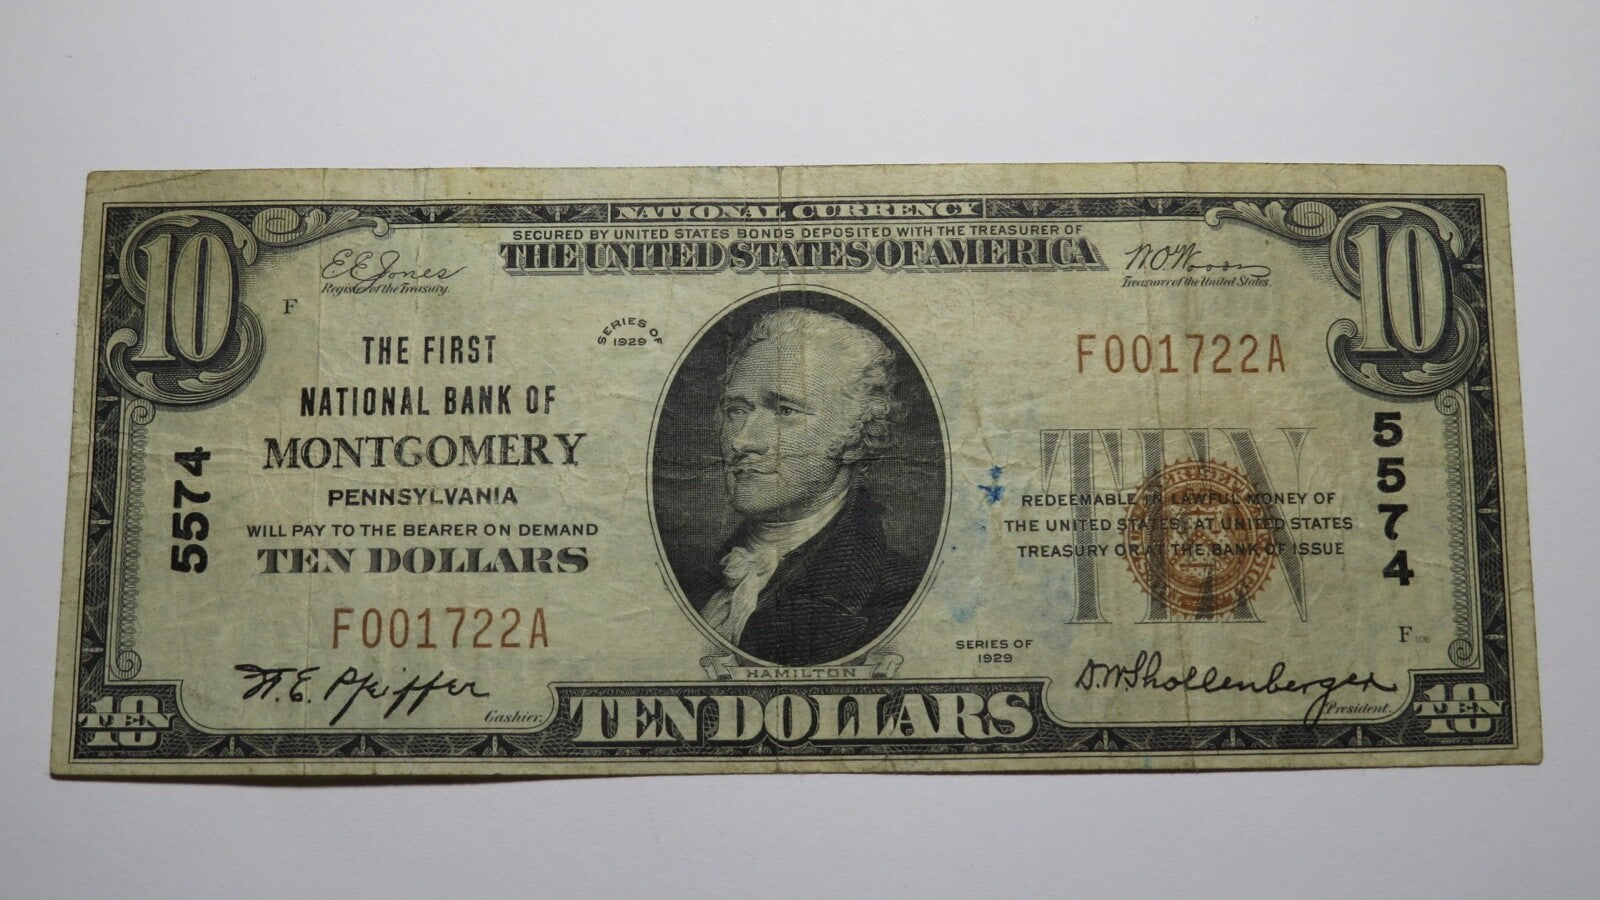 NATIONAL CURRENCY
SECURED BY UNITED STATES BONDS DEPOSITED WITH THE TREASURER OF
THE UNITED STATES OF AMERICA
10
10
E.E. Jones
Register of the Treasury.
W.O. Woods
Treasurer of the United States.
F
SERIES OF
1929
THE FIRST
NATIONAL BANK OF
MONTGOMERY
PENNSYLVANIA
WILL PAY TO THE BEARER ON DEMAND
TEN DOLLARS
F001722A
5574
F001722A
TEN
REDEEMABLE IN LAWFUL MONEY OF
THE UNITED STATES AT UNITED STATES
TREASURY OR AT THE BANK OF ISSUE
5574
F106
SERIES OF
1929
HAMILTON
W.E. Pfeiffer
Cashier.
D.W. Shollenberger
President.
TEN
10
TEN DOLLARS
TEN
10